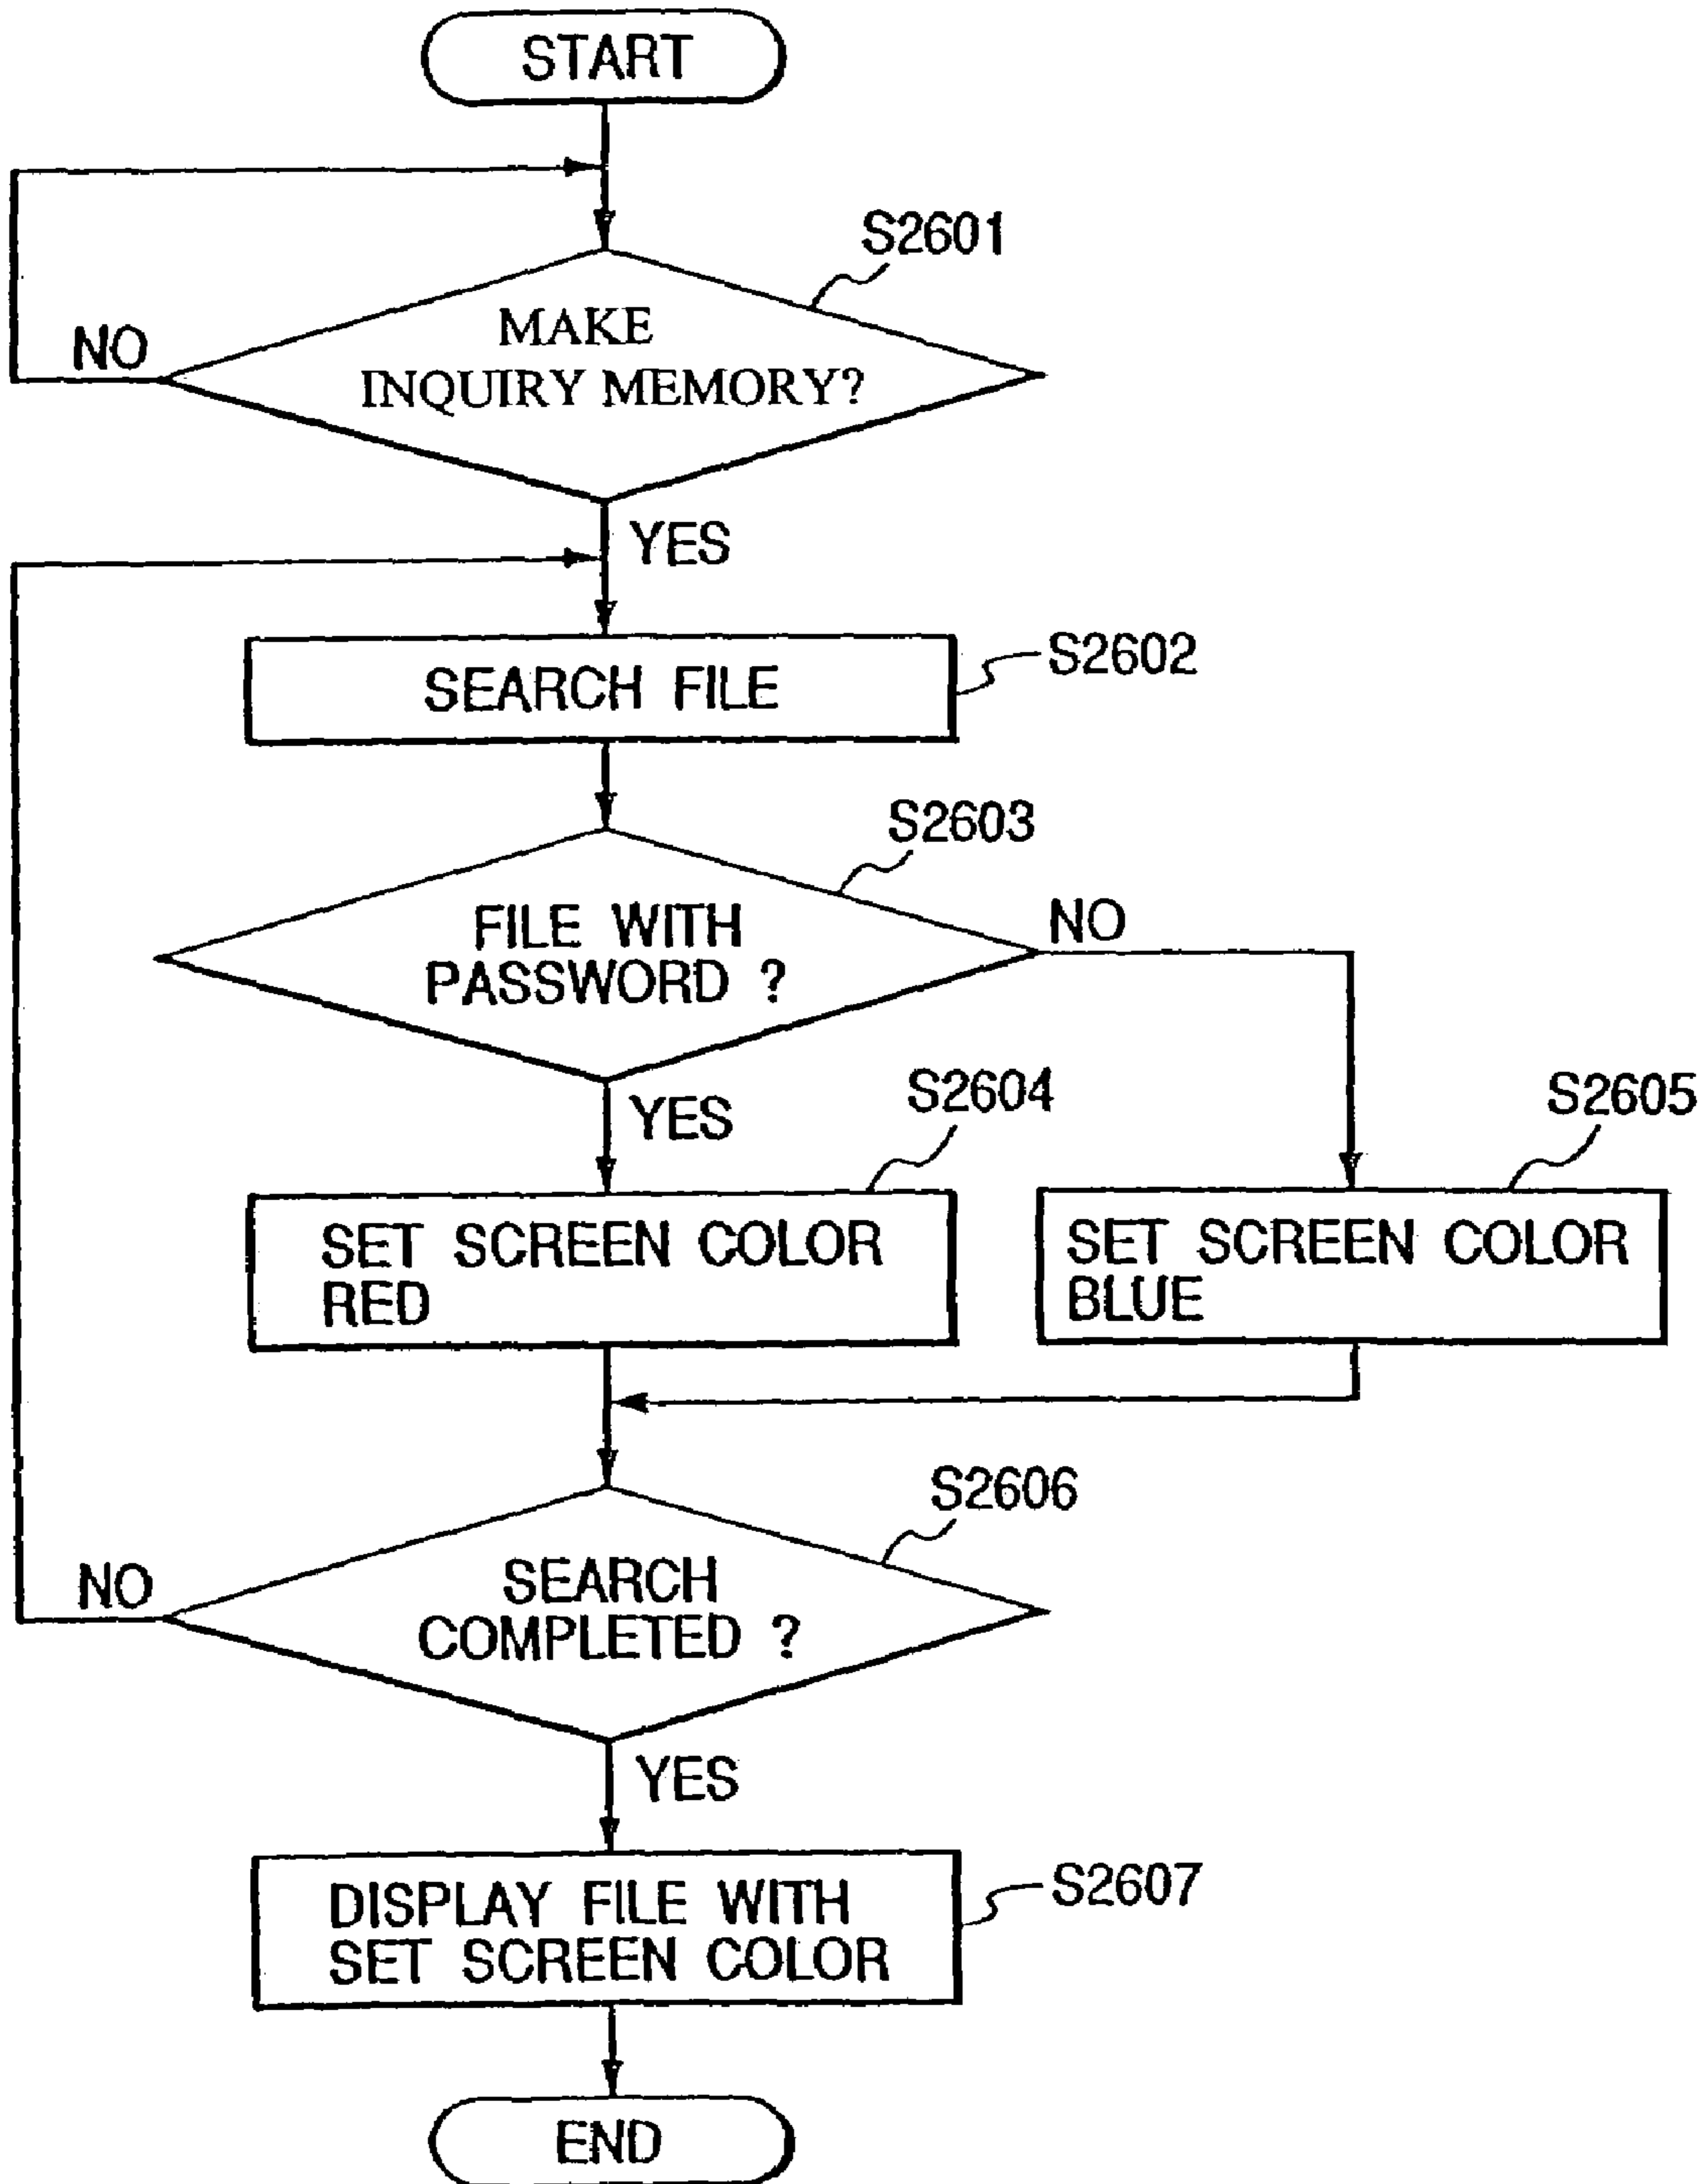 START
S2601
MAKE
INQUIRY MEMORY?
NO
YES
SEARCH FILE
S2602
S2603
FILE WITH
PASSWORD ?
NO
YES
S2604
S2605
SET SCREEN COLOR
RED
SET SCREEN COLOR
BLUE
S2606
SEARCH
COMPLETED ?
NO
YES
DISPLAY FILE WITH
SET SCREEN COLOR
S2607
END